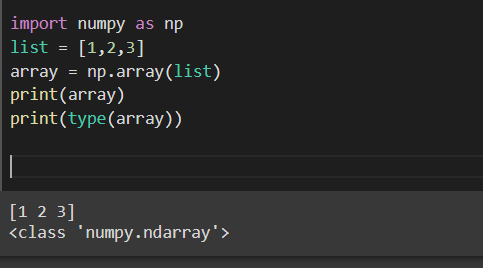 import numpy as np
list = [1,2,3]
array = np.array(list)
print(array)
print(type(array))
[1 2 3]
<class 'numpy.ndarray'>